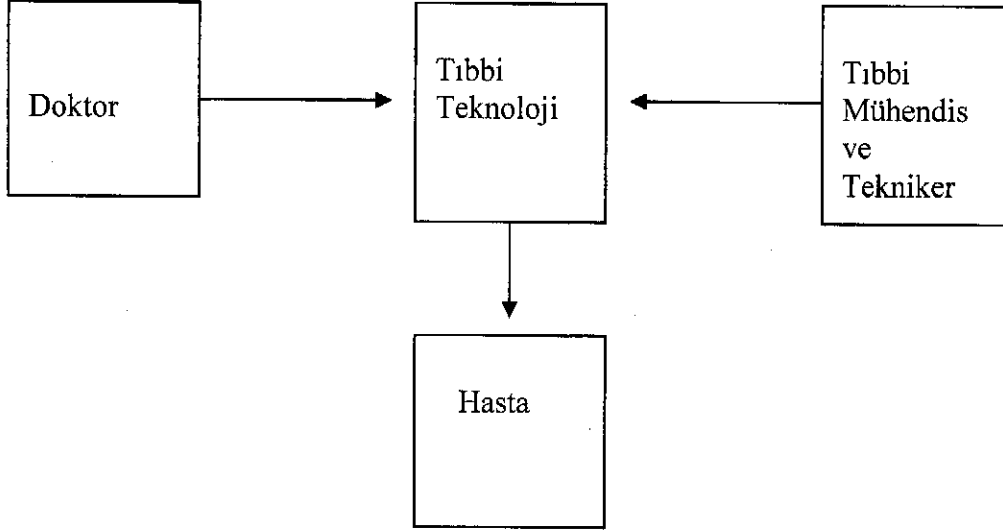 Doktor
Tıbbi
Teknoloji
Tıbbi
Mühendis
ve
Tekniker
Hasta